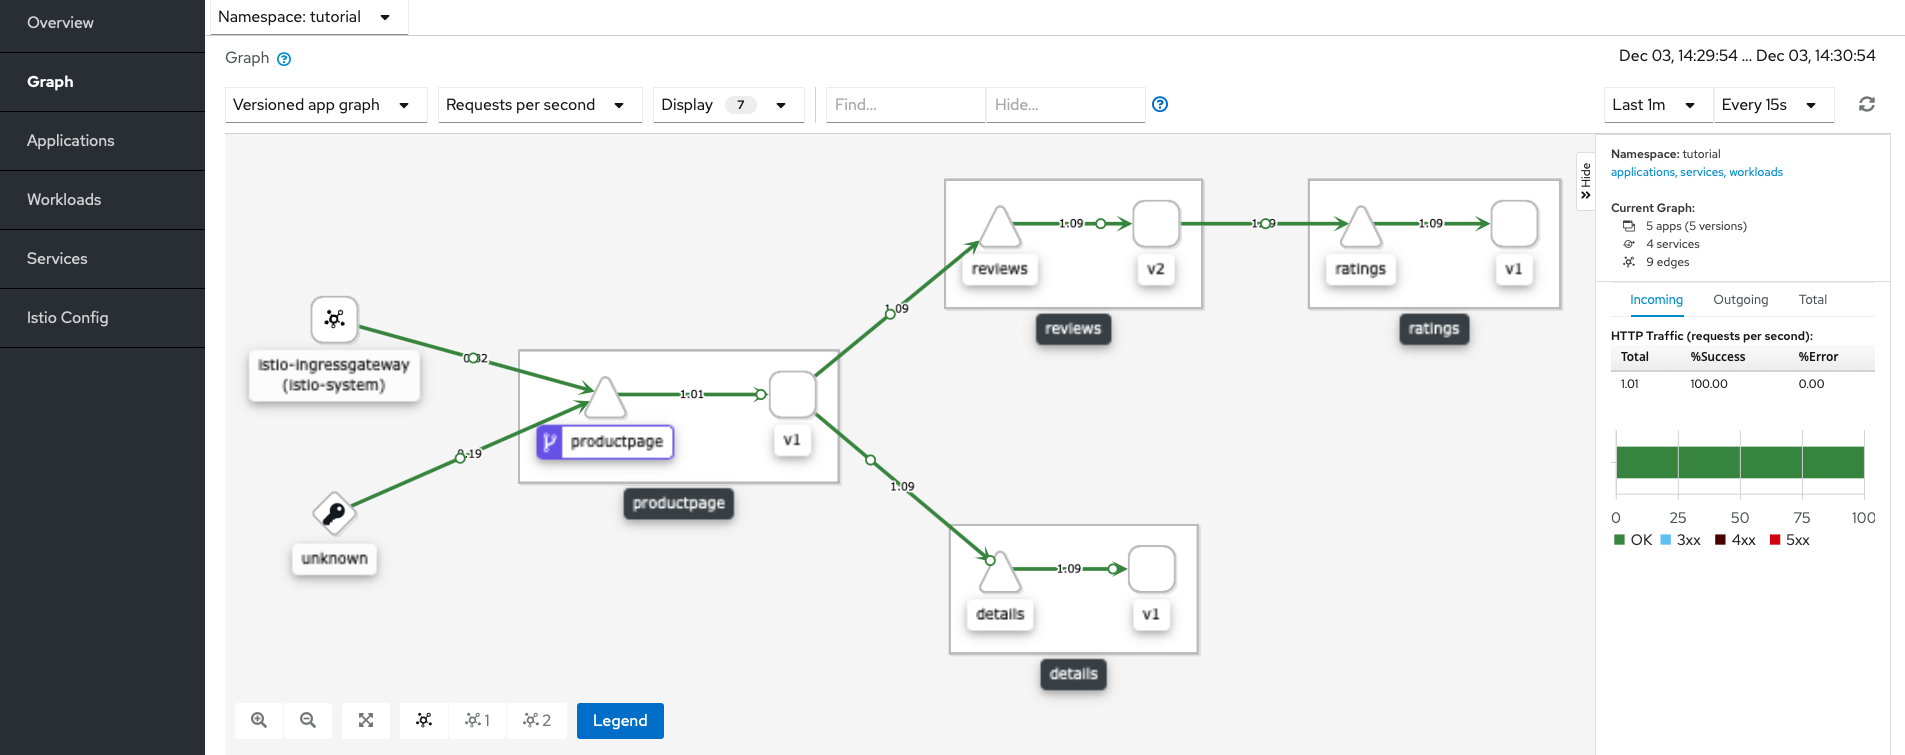 Overview
Graph
Applications
Workloads
Services
Istio Config
Namespace: tutorial
Graph
Dec 03, 14:29:54 ... Dec 03, 14:30:54
Versioned app graph
Requests per second
Display 7
Find...
Hide...
Last 1m
Every 15s
Hide
istio-ingressgateway
(istio-system)
unknown
0.19
productpage
1.01
v1
productpage
1.09
reviews
1.09
v2
reviews
ratings
1.09
v1
ratings
1.09
details
1.09
v1
details
1
2
Legend
Namespace: tutorial
applications, services, workloads
Current Graph:
5 apps (5 versions)
4 services
9 edges
Incoming Outgoing Total
HTTP Traffic (requests per second):
Total %Success %Error
1.01 100.00 0.00
0 25 50 75 100
OK 3xx 4xx 5xx